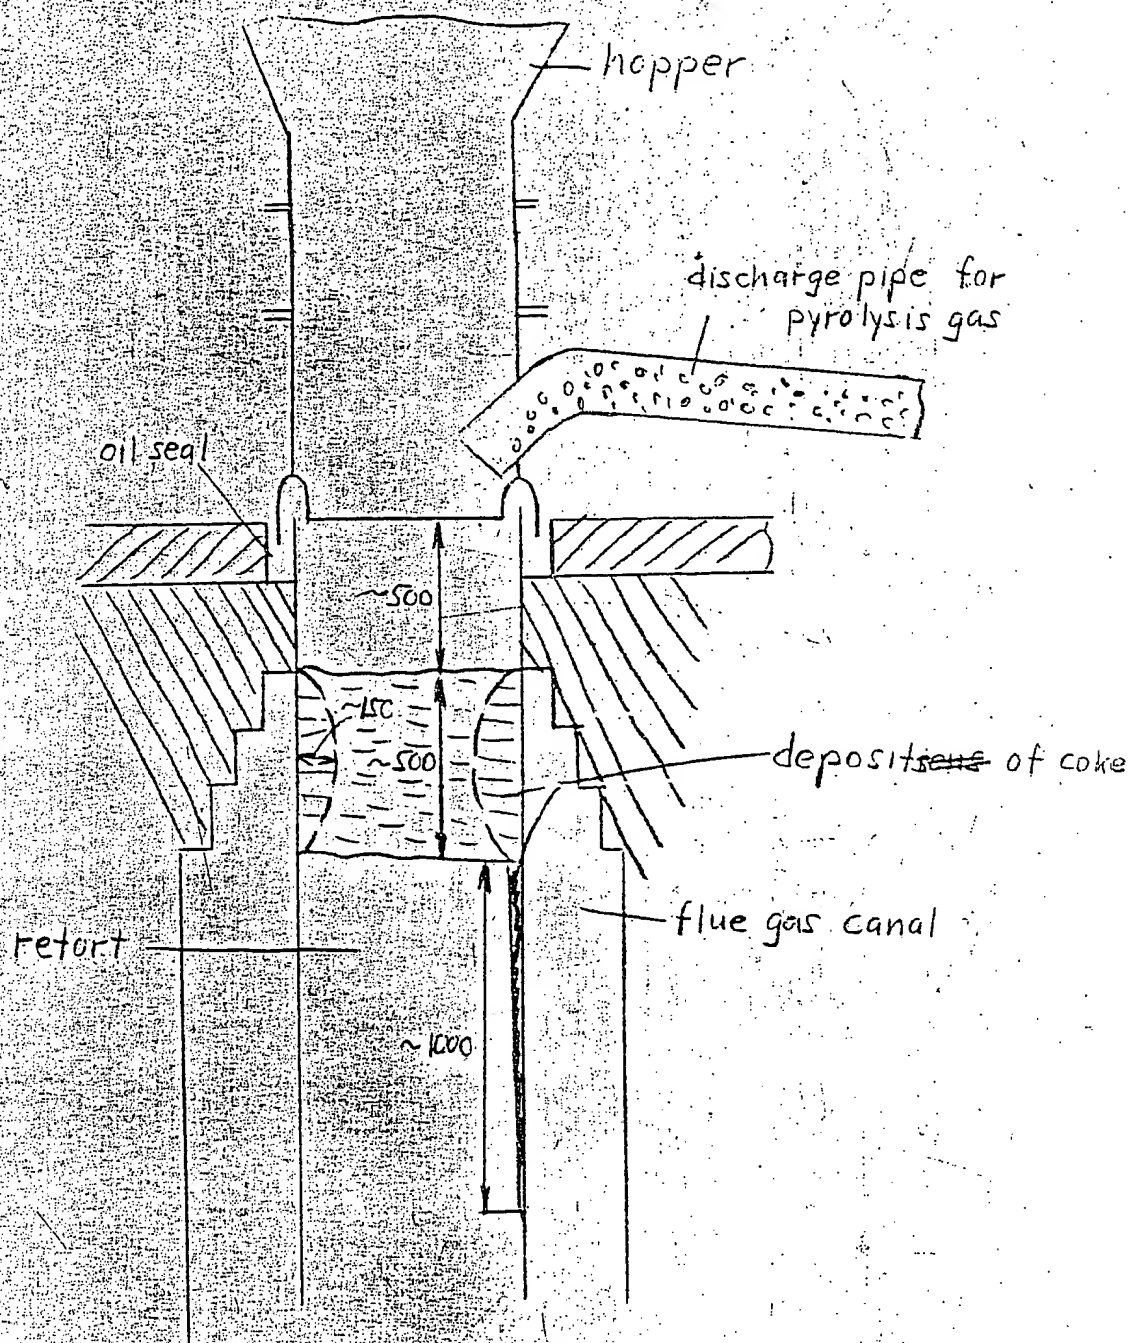 hopper
discharge pipe for
pyrolysis gas
oil seal
~500
~150
~500
deposits of coke
flue gas canal
retort
~1000